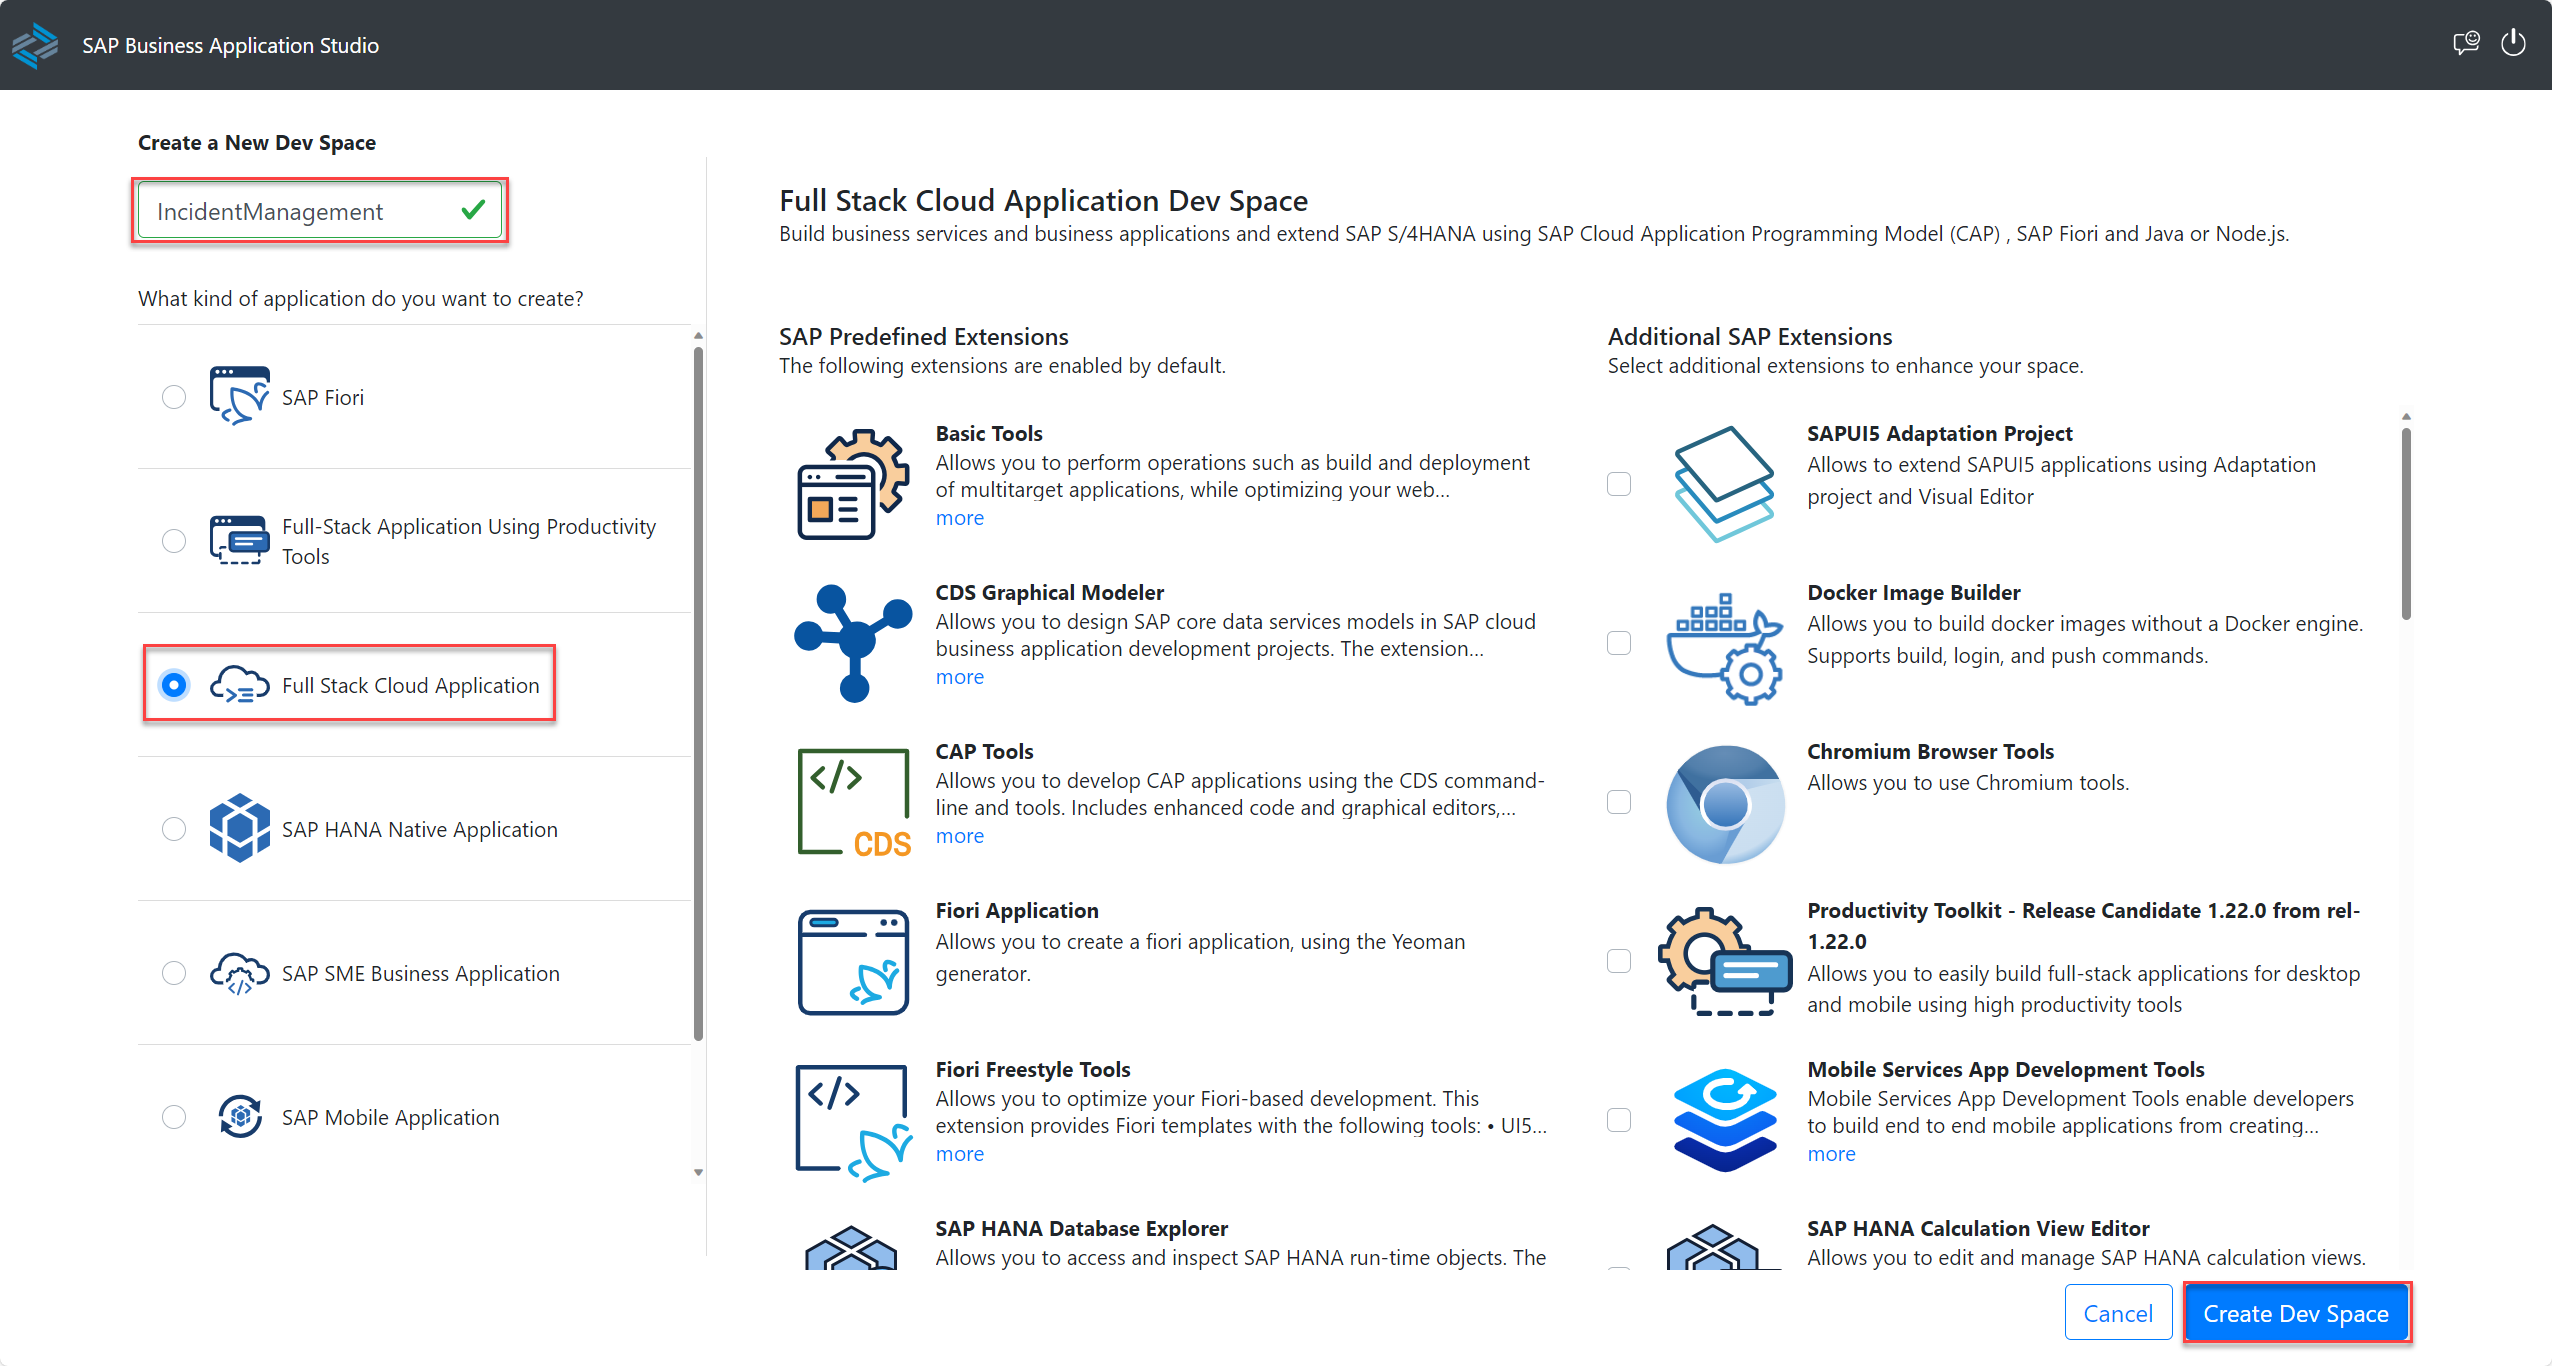 SAP Business Application Studio
Create a New Dev Space
IncidentManagement
What kind of application do you want to create?
SAP Fiori
Full-Stack Application Using Productivity
Tools
Full Stack Cloud Application
SAP HANA Native Application
SAP SME Business Application
SAP Mobile Application
Full Stack Cloud Application Dev Space
Build business services and business applications and extend SAP S/4HANA using SAP Cloud Application Programming Model (CAP) , SAP Fiori and Java or Node.js.
SAP Predefined Extensions
The following extensions are enabled by default.
Basic Tools
Allows you to perform operations such as build and deployment
of multitarget applications, while optimizing your web...
more
CDS Graphical Modeler
Allows you to design SAP core data services models in SAP cloud
business application development projects. The extension...
more
CDS
CAP Tools
Allows you to develop CAP applications using the CDS command-
line and tools. Includes enhanced code and graphical editors,...
more
Fiori Application
Allows you to create a fiori application, using the Yeoman
generator.
Fiori Freestyle Tools
Allows you to optimize your Fiori-based development. This
extension provides Fiori templates with the following tools: • UI5...
more
SAP HANA Database Explorer
Allows you to access and inspect SAP HANA run-time objects. The
Additional SAP Extensions
Select additional extensions to enhance your space.
SAPUI5 Adaptation Project
Allows to extend SAPUI5 applications using Adaptation
project and Visual Editor
Docker Image Builder
Allows you to build docker images without a Docker engine.
Supports build, login, and push commands.
Chromium Browser Tools
Allows you to use Chromium tools.
Productivity Toolkit - Release Candidate 1.22.0 from rel-
1.22.0
Allows you to easily build full-stack applications for desktop
and mobile using high productivity tools
Mobile Services App Development Tools
Mobile Services App Development Tools enable developers
to build end to end mobile applications from creating...
more
SAP HANA Calculation View Editor
Allows you to edit and manage SAP HANA calculation views.
Cancel
Create Dev Space